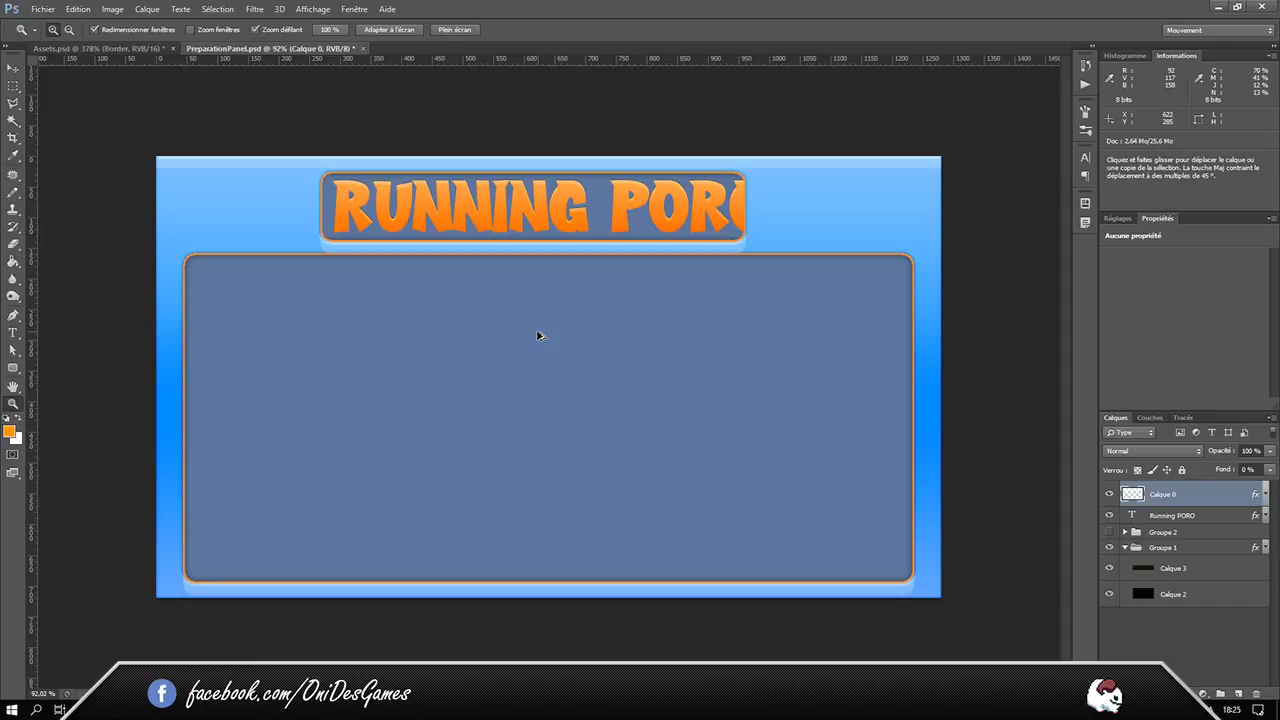 Ps Fichier Edition Image Calque Texte Sélection Filtre 3D Affichage Fenêtre Aide
Redimensionner fenêtres Zoom fenêtres Zoom défilant 100 % Adapter à l'écran Plein écran Mouvement
Assets.psd @ 378% (Border, RVB/16) * × PreparationPanel.psd @ 92% (Calque 0, RVB/8) * ×
Histogramme Informations
R : 92 C : 70 %
V : 117 M : 41 %
B : 158 J : 12 %
N : 13 %
8 bits 8 bits
X : 622 L :
Y : 285 H :
Doc : 2,64 Mo/25,6 Mo
Cliquez et faites glisser pour déplacer le calque ou
une copie de la sélection. La touche Maj contraint le
déplacement à des multiples de 45 °.
Réglages Propriétés
Aucune propriété
RUNNING PORO
Calques Couches Tracés
Type
Normal Opacité : 100 %
Verrou : Fond : 0 %
Calque 0 fx
T Running PORO fx
Groupe 2
Groupe 1 fx
Calque 3
Calque 2
92,02 %
facebook.com/OniDesGames
18:25